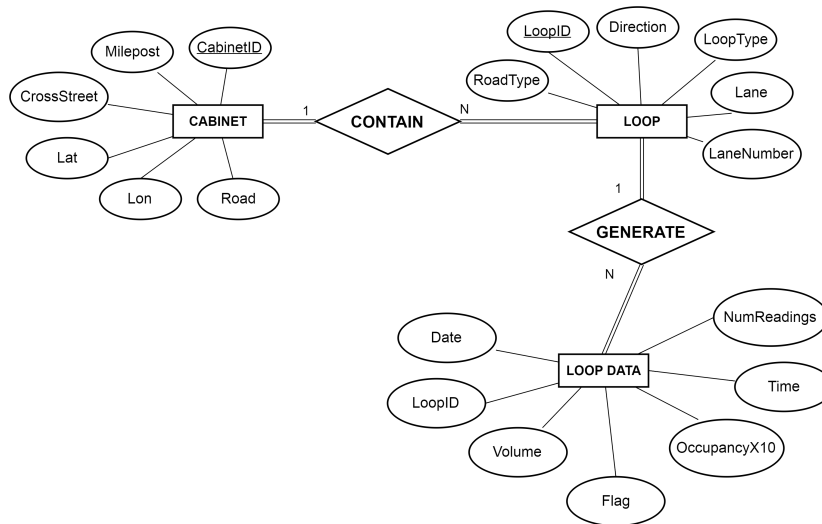 LoopID
Direction
LoopType
Milepost
CabinetID
RoadType
Lane
CrossStreet
CABINET
1
CONTAIN
N
LOOP
Lat
LaneNumber
Lon
Road
1
GENERATE
N
NumReadings
Date
LOOP DATA
Time
LoopID
Volume
OccupancyX10
Flag